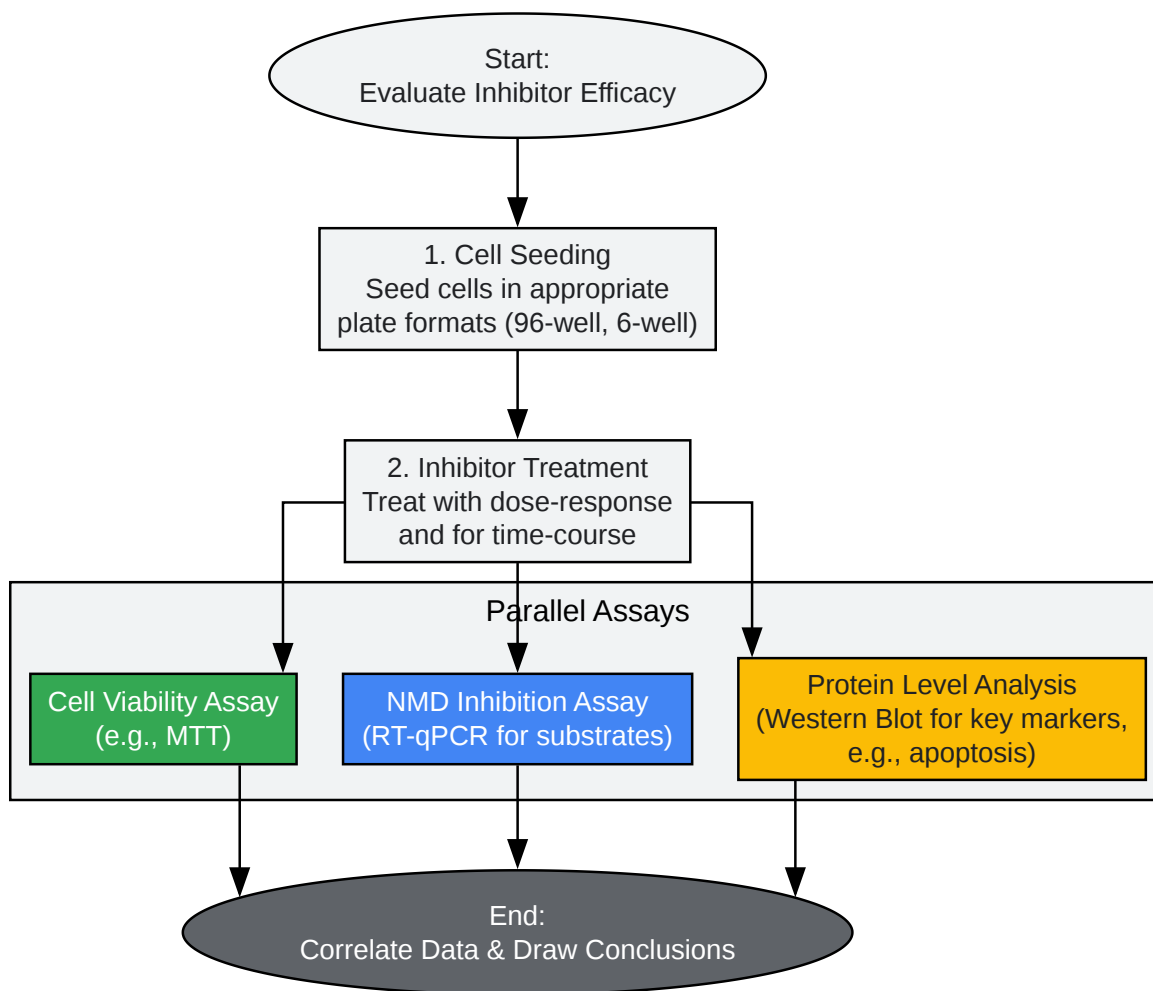 Start:
Evaluate Inhibitor Efficacy
1. Cell Seeding
Seed cells in appropriate
plate formats (96-well, 6-well)
2. Inhibitor Treatment
Treat with dose-response
and for time-course
Parallel Assays
Cell Viability Assay
(e.g., MTT)
NMD Inhibition Assay
(RT-qPCR for substrates)
Protein Level Analysis
(Western Blot for key markers,
e.g., apoptosis)
End:
Correlate Data & Draw Conclusions